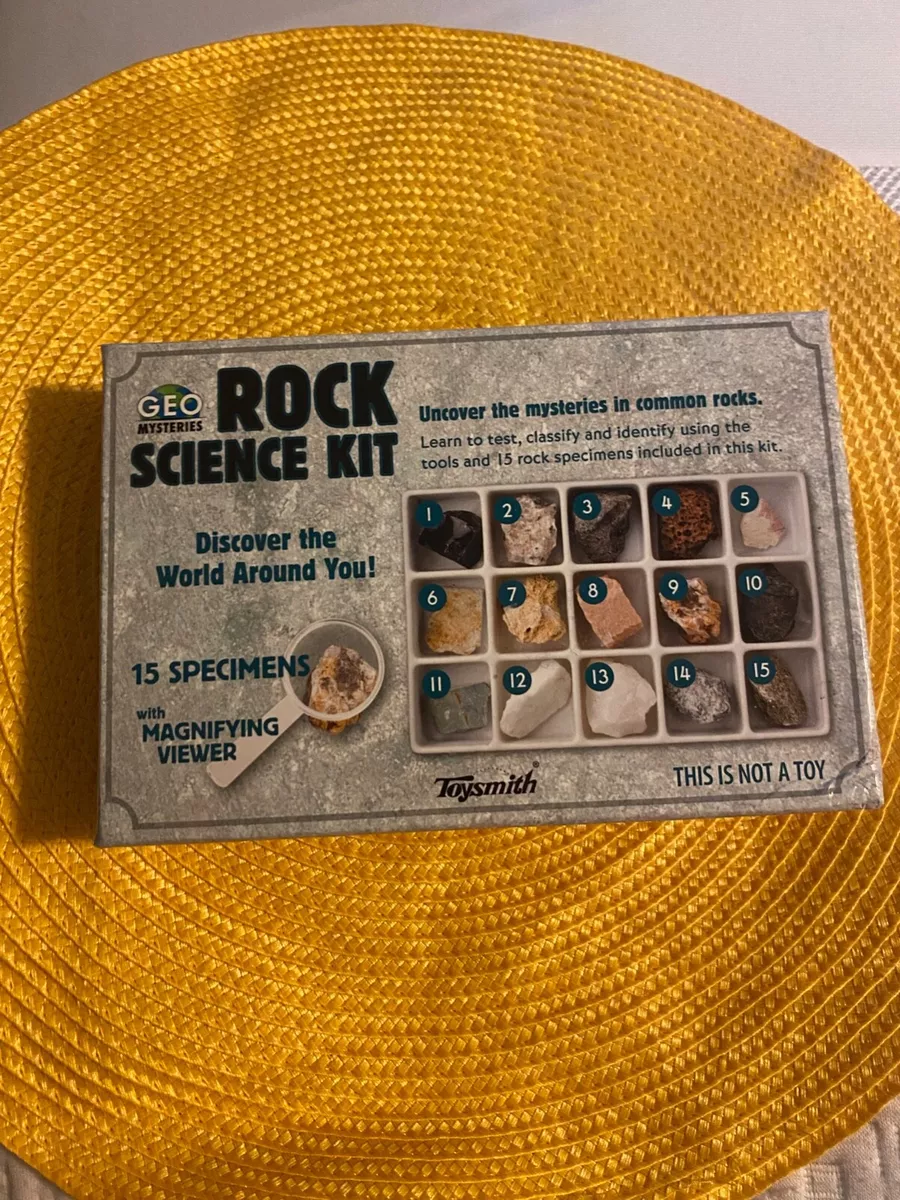 GEO
MYSTERIES
ROCK
SCIENCE KIT
Uncover the mysteries in common rocks.
Learn to test, classify and identify using the
tools and 15 rock specimens included in this kit.
Discover the
World Around You!
15 SPECIMENS
with
MAGNIFYING
VIEWER
1 2 3 4 5
6 7 8 9 10
11 12 13 14 15
Toysmith
THIS IS NOT A TOY